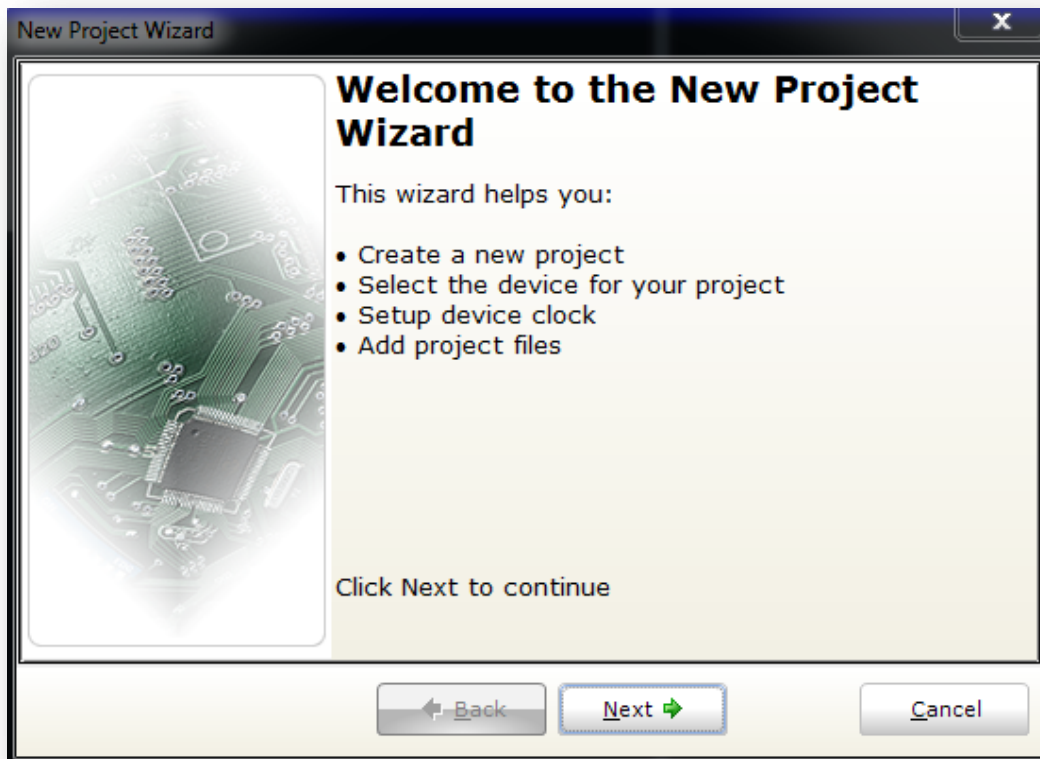 New Project Wizard
x
Welcome to the New Project
Wizard
This wizard helps you:
• Create a new project
• Select the device for your project
• Setup device clock
• Add project files
Click Next to continue
Back
Next
Cancel